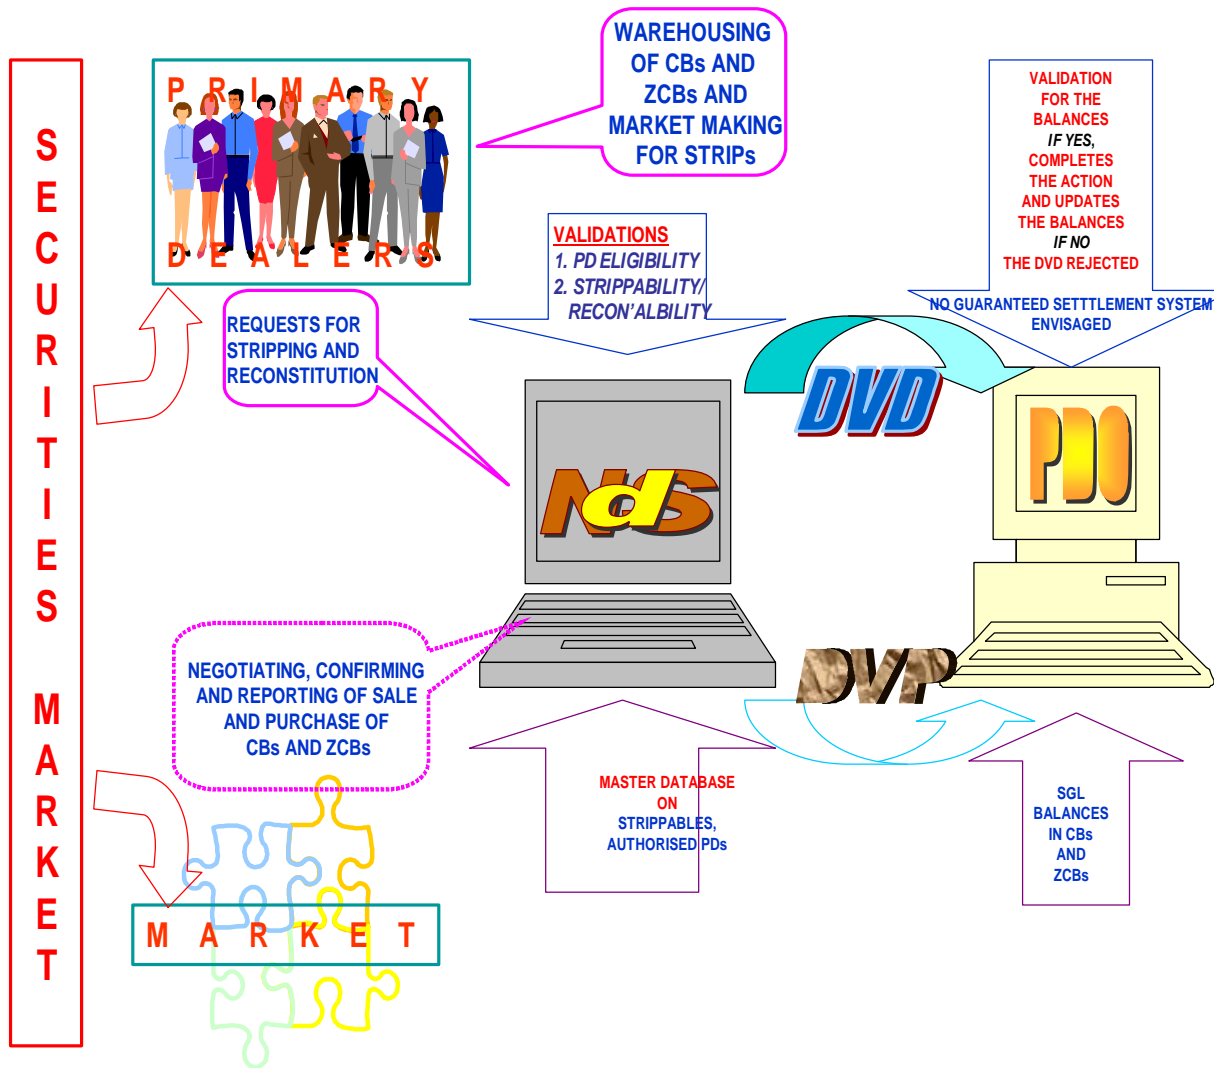 SECURITIES MARKET
PRIMARY
DEALERS
WAREHOUSING
OF CBs AND
ZCBs AND
MARKET MAKING
FOR STRIPs
VALIDATION
FOR THE
BALANCES
IF YES,
COMPLETES
THE ACTION
AND UPDATES
THE BALANCES
IF NO
THE DVD REJECTED
NO GUARANTEED SETTTLEMENT SYSTEM
ENVISAGED
VALIDATIONS
1. PD ELIGIBILITY
2. STRIPPABILITY/
RECON'ALBILITY
REQUESTS FOR
STRIPPING AND
RECONSTITUTION
DVD
PDO
NdS
NEGOTIATING, CONFIRMING
AND REPORTING OF SALE
AND PURCHASE OF
CBs AND ZCBs
DVP
MASTER DATABASE
ON
STRIPPABLES,
AUTHORISED PDs
SGL
BALANCES
IN CBs
AND
ZCBs
MARKET